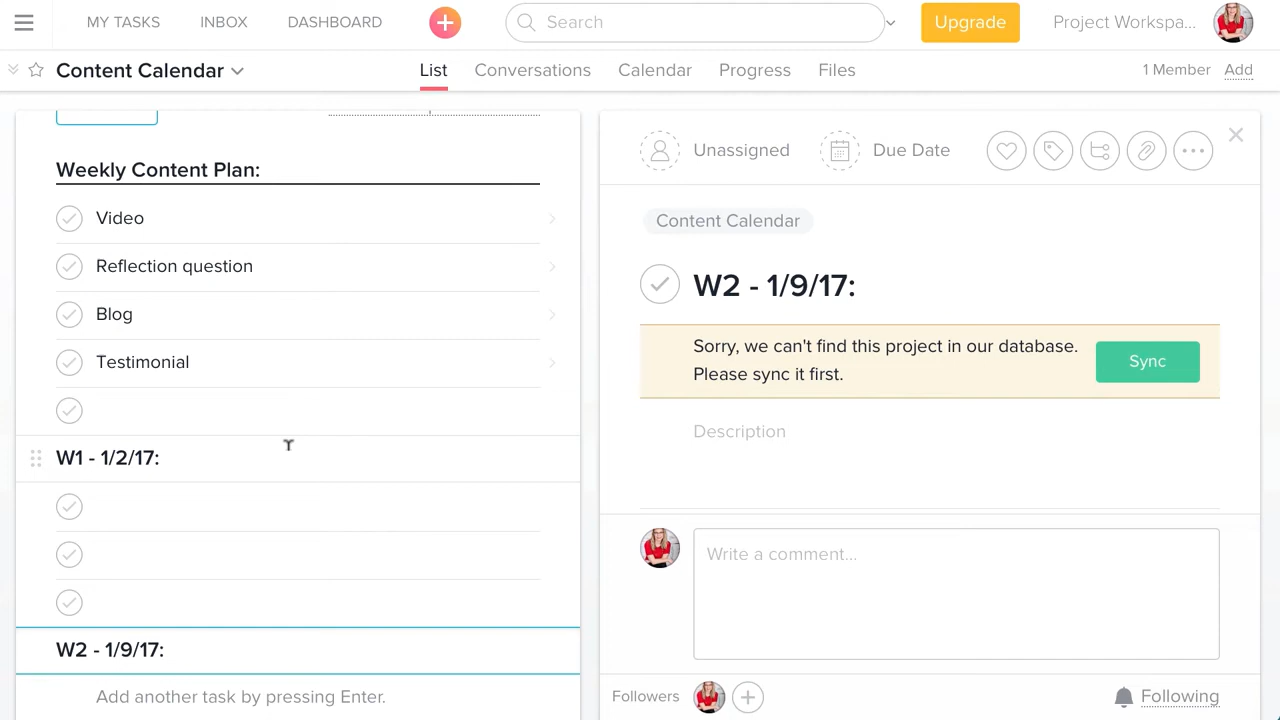 MY TASKS INBOX DASHBOARD Search Upgrade Project Workspa...
Content Calendar List Conversations Calendar Progress Files 1 Member Add
Weekly Content Plan:
Video
Reflection question
Blog
Testimonial
W1 - 1/2/17:
W2 - 1/9/17:
Add another task by pressing Enter.
Unassigned Due Date
Content Calendar
W2 - 1/9/17:
Sorry, we can't find this project in our database.
Please sync it first.
Sync
Description
Write a comment...
Followers Following